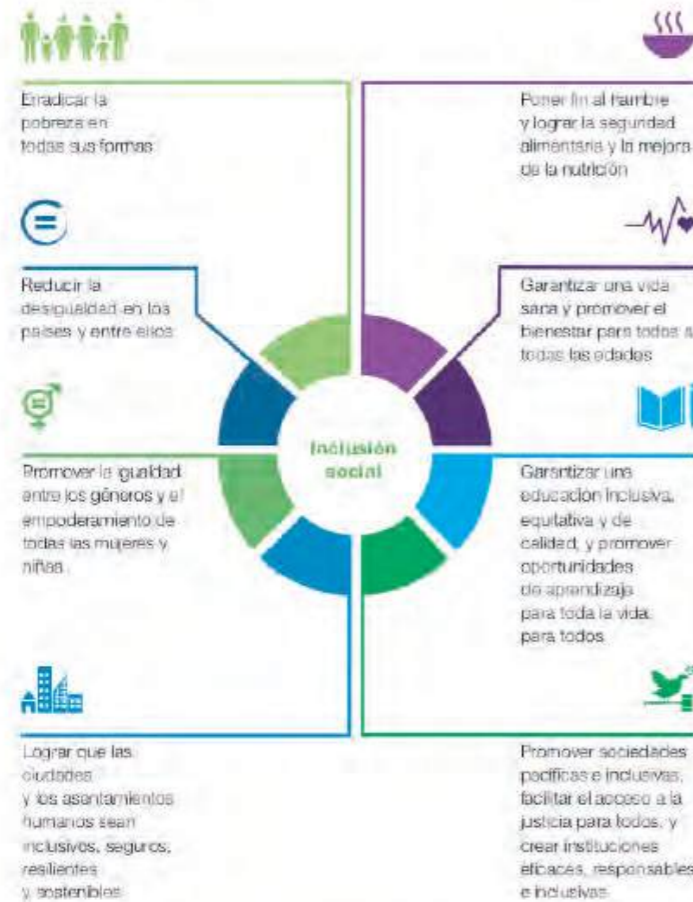 Erradicar la
pobreza en
todas sus formas
Poner fin al hambre
y lograr la seguridad
alimentaria y la mejora
de la nutrición
Reducir la
desigualdad en los
países y entre ellos
Garantizar una vida
sana y promover el
bienestar para todos a
todas las edades
Inclusión
social
Promover la igualdad
entre los géneros y el
empoderamiento de
todas las mujeres y
niñas
Garantizar una
educación inclusiva,
equitativa y de
calidad, y promover
oportunidades
de aprendizaje
para toda la vida,
para todos
Lograr que las
ciudades
y los asentamientos
humanos sean
inclusivos, seguros,
resilientes
y sostenibles
Promover sociedades
pacíficas e inclusivas,
facilitar el acceso a la
justicia para todos, y
crear instituciones
eficaces, responsables
e inclusivas